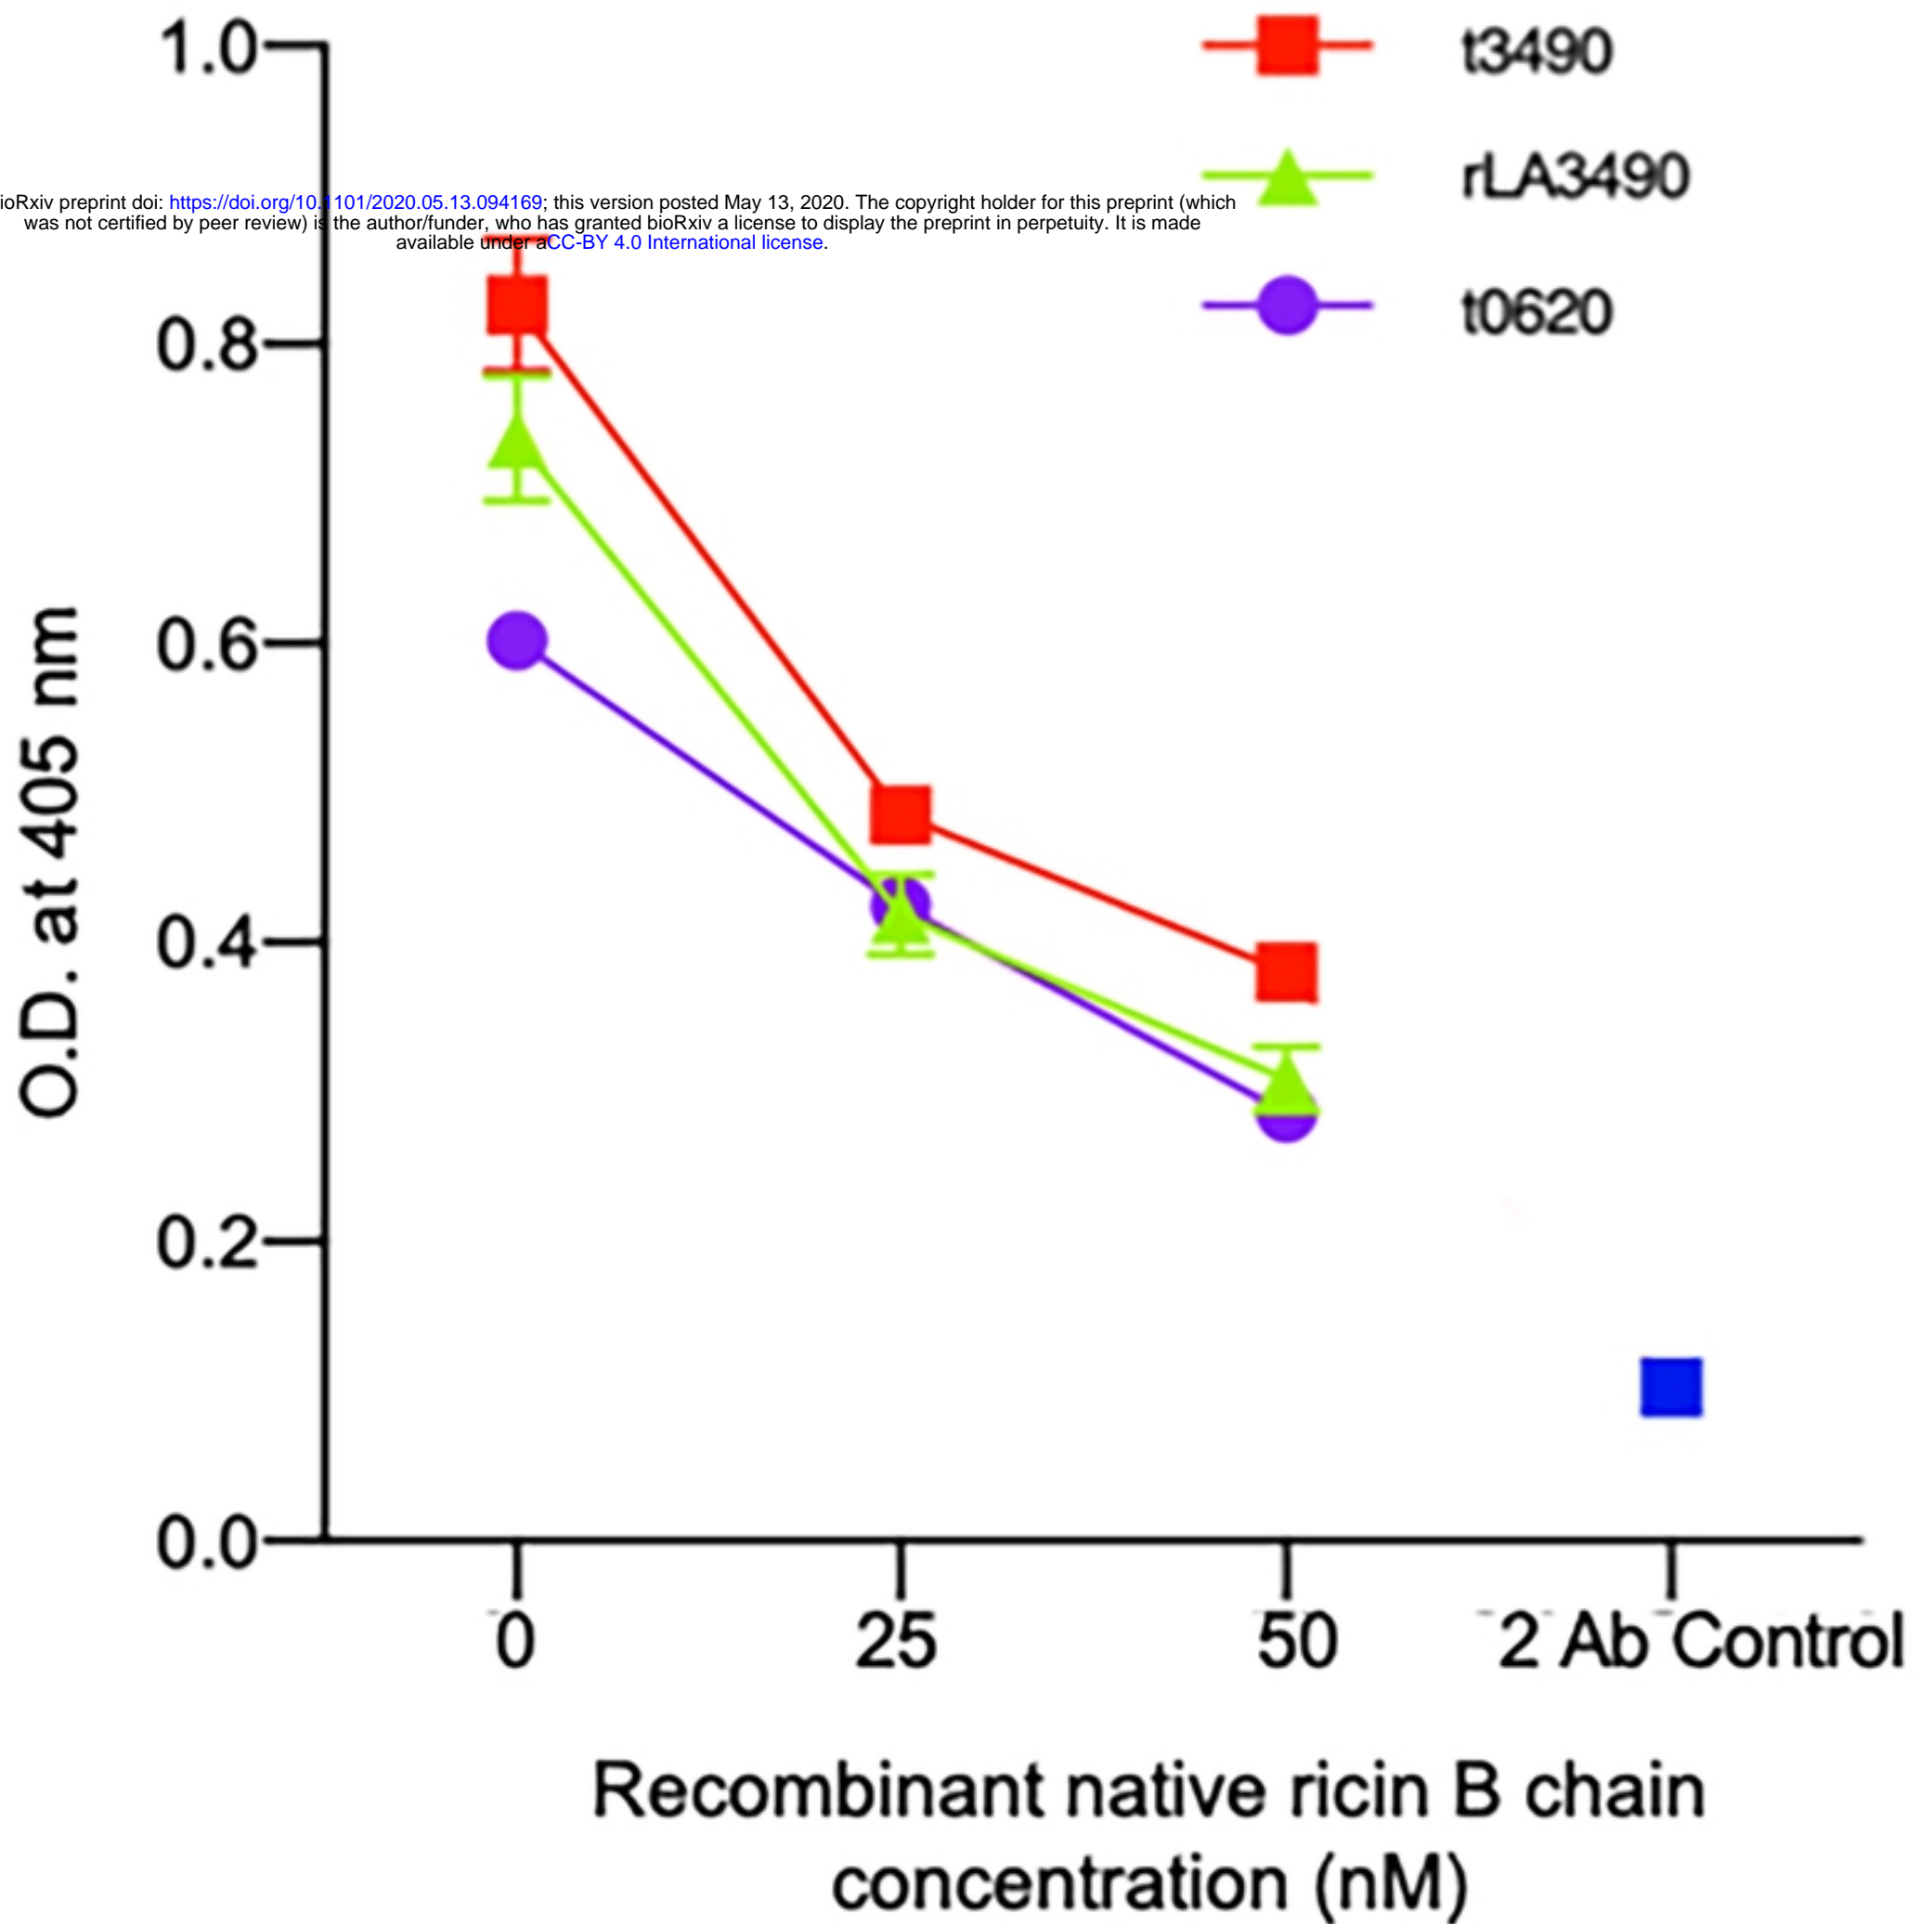 1.0
t3490
rLA3490
ioRxiv preprint doi: https://doi.org/10.1101/2020.05.13.094169; this version posted May 13, 2020. The copyright holder for this preprint (which
was not certified by peer review) is the author/funder, who has granted bioRxiv a license to display the preprint in perpetuity. It is made
available under aCC-BY 4.0 International license.
t0620
0.8
0.6
0.4
0.2
0.0
O.D. at 405 nm
0 25 50 2 Ab Control
Recombinant native ricin B chain
concentration (nM)